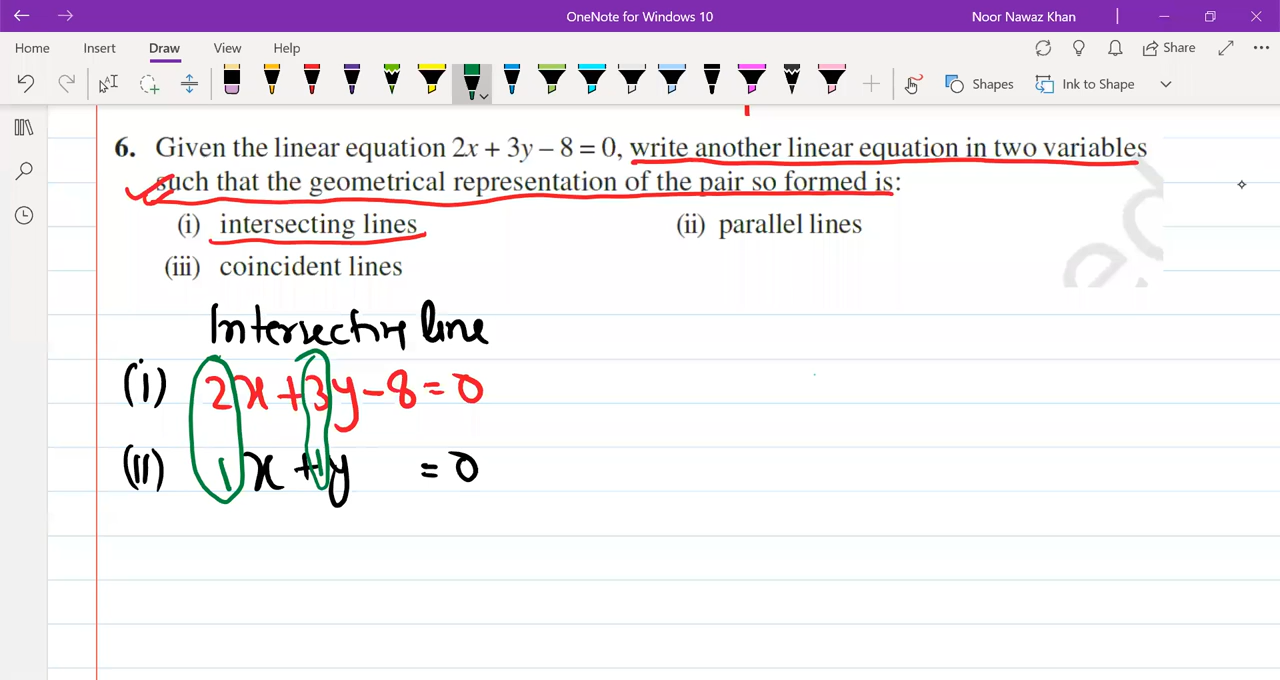 OneNote for Windows 10
Noor Nawaz Khan
Home Insert Draw View Help Share
Shapes Ink to Shape
6. Given the linear equation 2x + 3y – 8 = 0, write another linear equation in two variables
such that the geometrical representation of the pair so formed is:
(i) intersecting lines (ii) parallel lines
(iii) coincident lines
Intersecting line
(i) 2x+3y-8=0
(ii) 1x+1y =0